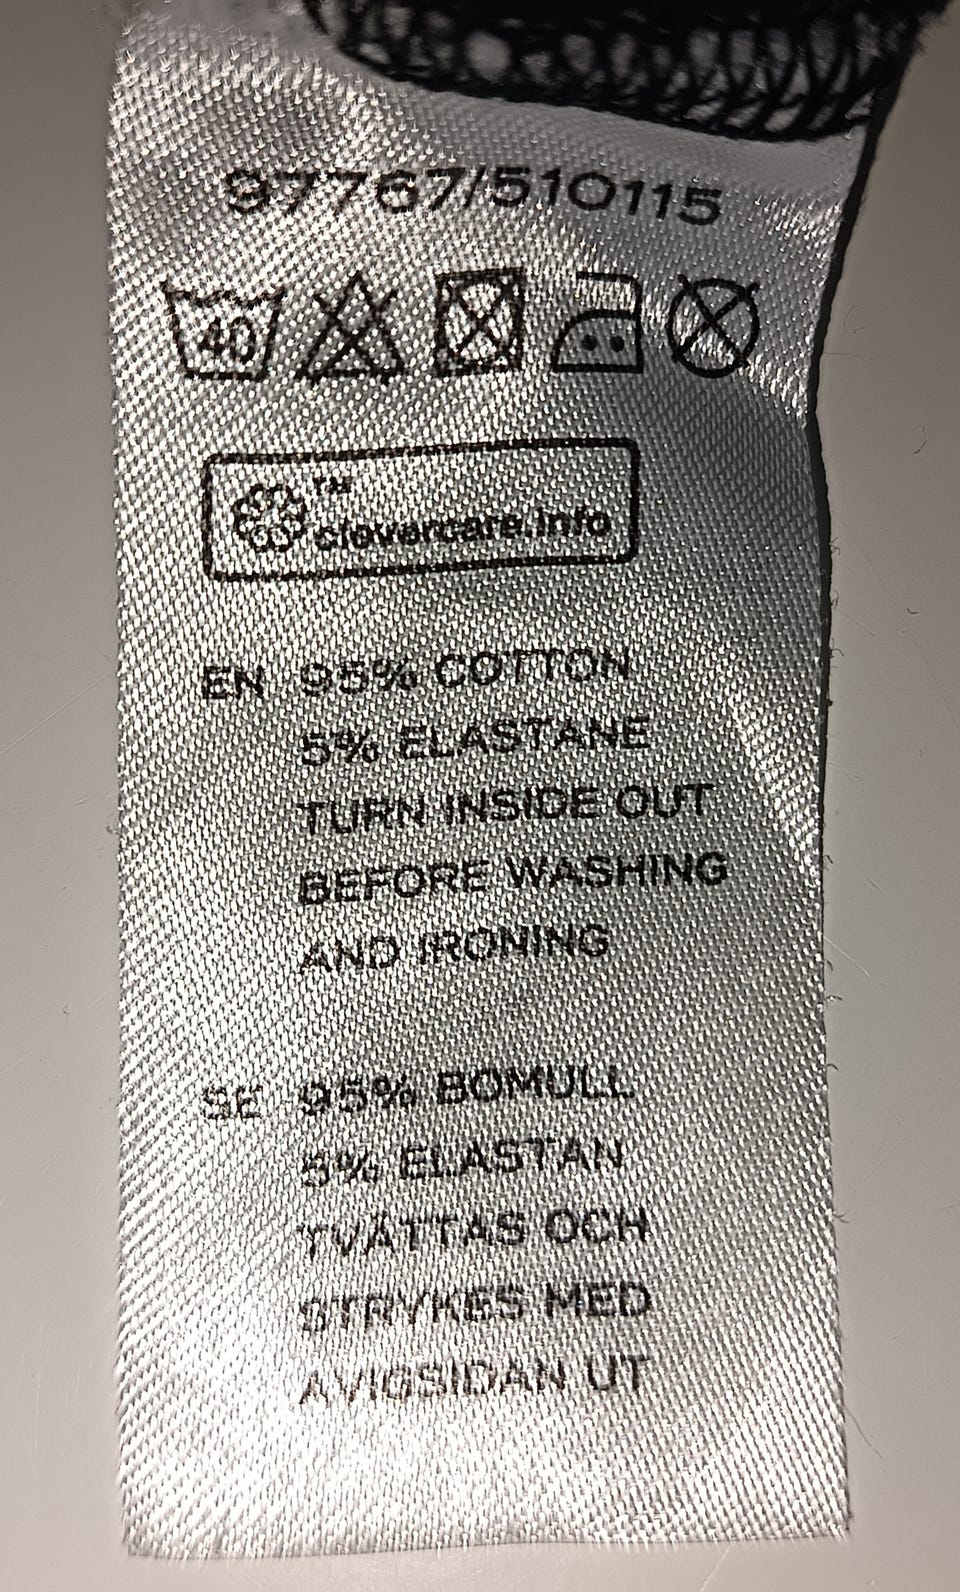 97767/510115
40
™
clevercare.info
EN 95% COTTON
5% ELASTANE
TURN INSIDE OUT
BEFORE WASHING
AND IRONING
SE 95% BOMULL
5% ELASTAN
TVÄTTAS OCH
STRYKES MED
AVIGSIDAN UT